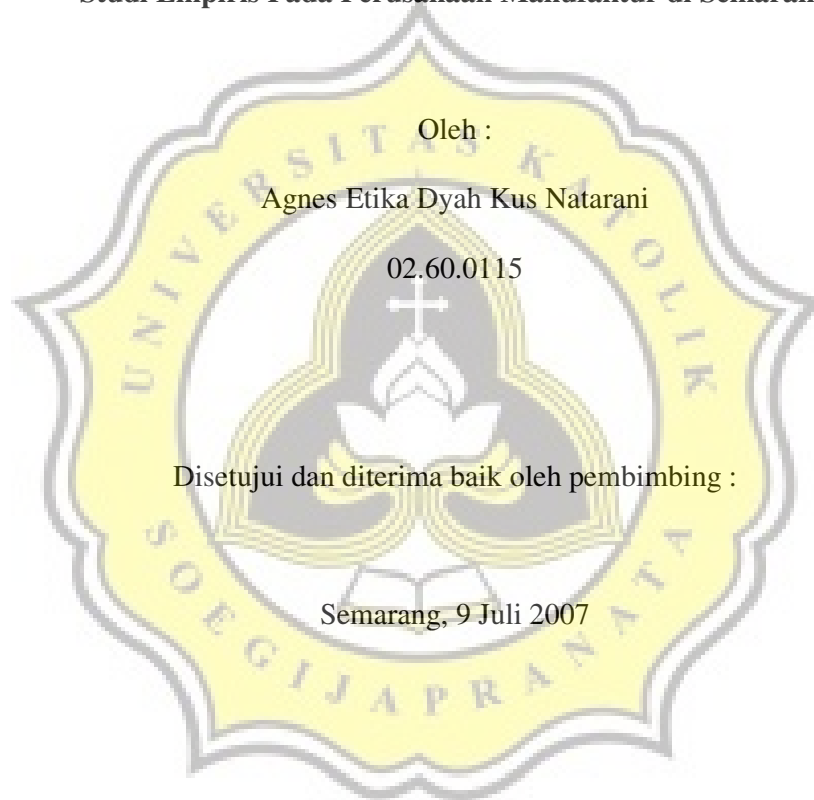 Studi Empiris Pada Perusahaan Manufaktur di Semaran
Oleh :
Agnes Etika Dyah Kus Natarani
02.60.0115
Disetujui dan diterima baik oleh pembimbing :
Semarang, 9 Juli 2007
UNIVERSITAS KATOLIK
SOEGIJAPRANATA